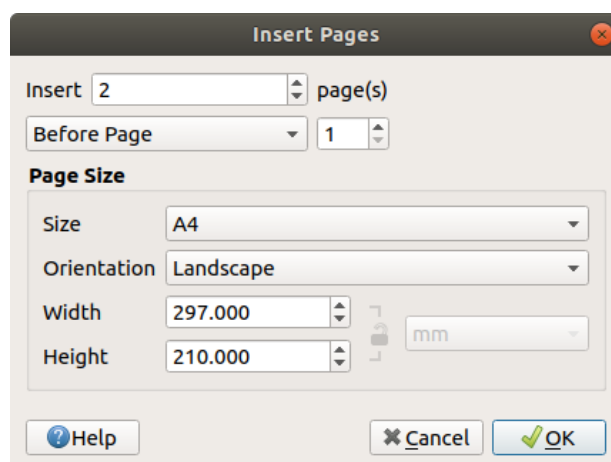 Insert Pages
Insert 2 page(s)
Before Page 1
Page Size
Size A4
Orientation Landscape
Width 297.000
mm
Height 210.000
Help Cancel OK